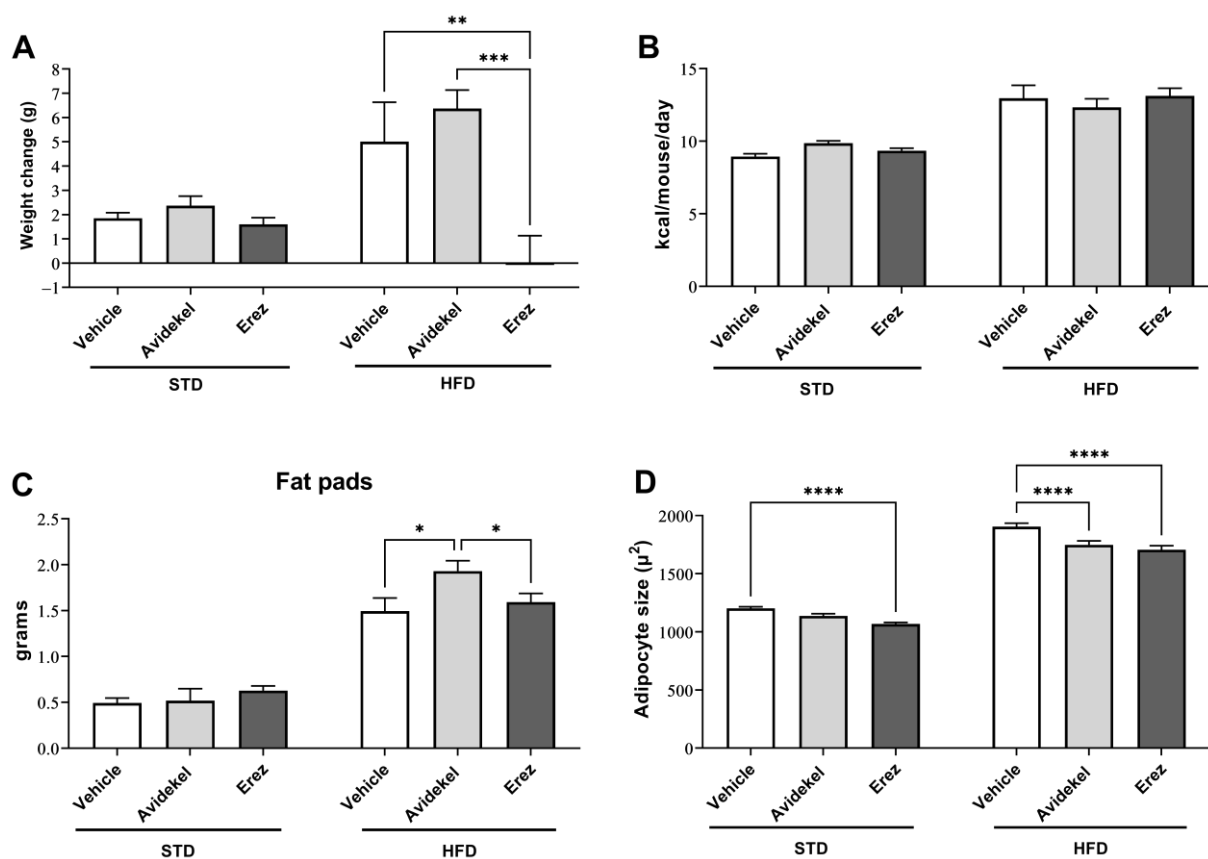 A
Weight change (g)
8
7
6
5
4
3
2
1
0
−1
**
***
Vehicle
Avidekel
Erez
Vehicle
Avidekel
Erez
STD
HFD
B
kcal/mouse/day
15
10
5
0
Vehicle
Avidekel
Erez
Vehicle
Avidekel
Erez
STD
HFD
C
Fat pads
grams
2.5
2.0
1.5
1.0
0.5
0.0
*
*
Vehicle
Avidekel
Erez
Vehicle
Avidekel
Erez
STD
HFD
D
Adipocyte size (µ²)
2000
1500
1000
500
0
****
****
****
Vehicle
Avidekel
Erez
Vehicle
Avidekel
Erez
STD
HFD